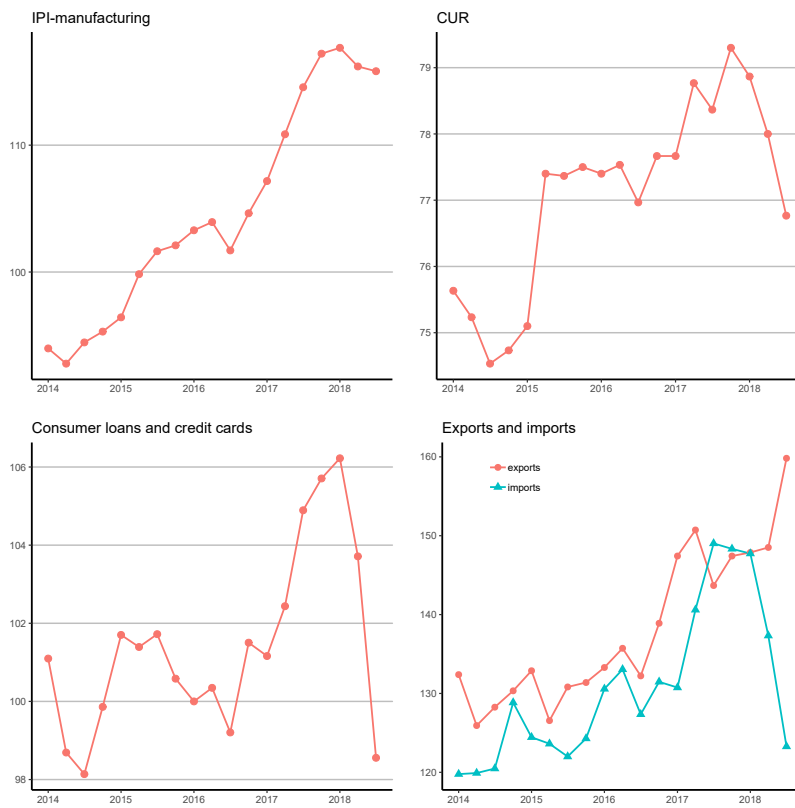 IPI-manufacturing
110
100
2014 2015 2016 2017 2018
CUR
79
78
77
76
75
2014 2015 2016 2017 2018
Consumer loans and credit cards
106
104
102
100
98
2014 2015 2016 2017 2018
Exports and imports
160
exports
imports
150
140
130
120
2014 2015 2016 2017 2018